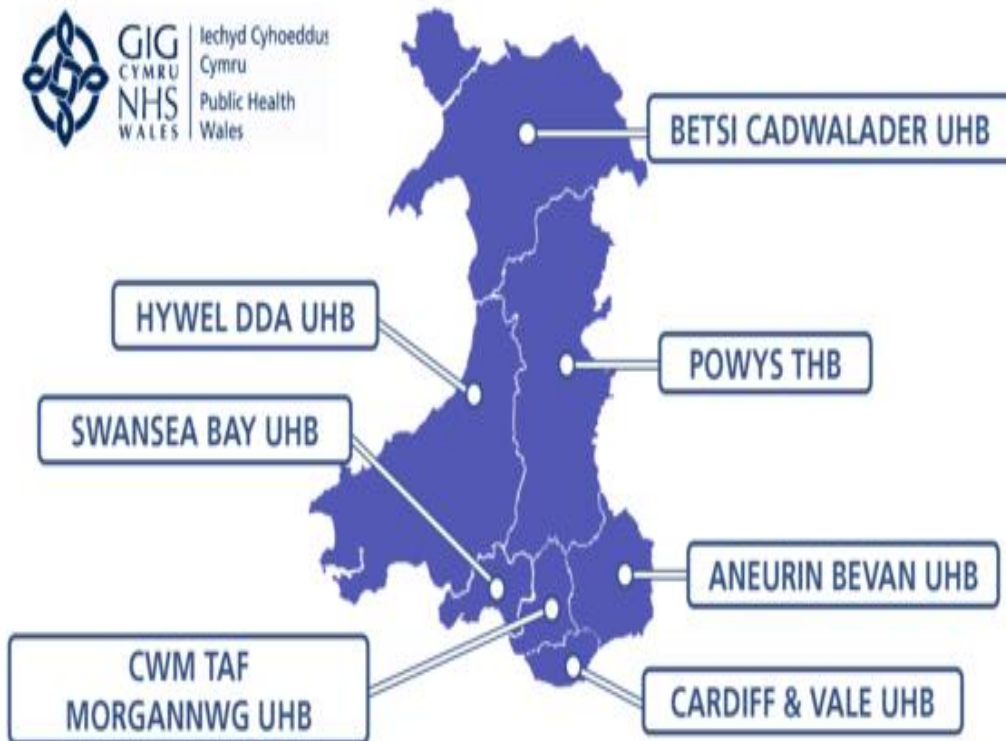 GIG
CYMRU
NHS
WALES
Iechyd Cyhoeddus
Cymru
Public Health
Wales
BETSI CADWALADER UHB
HYWEL DDA UHB
POWYS THB
SWANSEA BAY UHB
ANEURIN BEVAN UHB
CWM TAF
MORGANNWG UHB
CARDIFF & VALE UHB